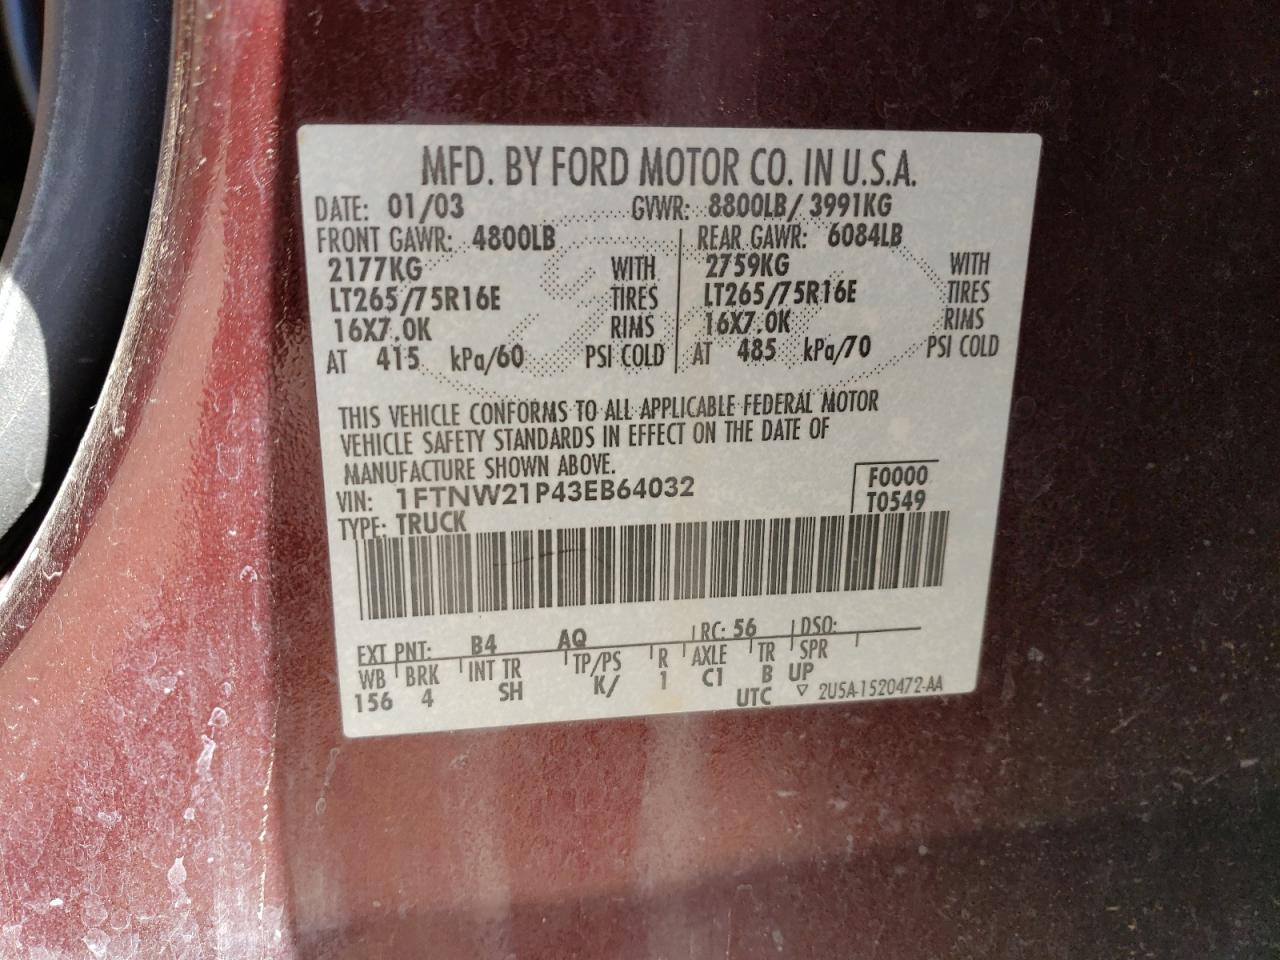 MFD. BY FORD MOTOR CO. IN U.S.A.
DATE: 01/03 GVWR: 8800LB/ 3991KG
FRONT GAWR: 4800LB REAR GAWR: 6084LB
2177KG WITH 2759KG WITH
LT265/75R16E TIRES LT265/75R16E TIRES
16X7.0K RIMS 16X7.0K RIMS
AT 415 kPa/60 PSI COLD AT 485 kPa/70 PSI COLD
THIS VEHICLE CONFORMS TO ALL APPLICABLE FEDERAL MOTOR
VEHICLE SAFETY STANDARDS IN EFFECT ON THE DATE OF
MANUFACTURE SHOWN ABOVE.
VIN: 1FTNW21P43EB64032 F0000
TYPE: TRUCK T0549
EXT PNT: B4 AQ RC: 56 DSO:
WB BRK INT TR TP/PS R AXLE TR SPR
156 4 SH K/ 1 C1 B UP
UTC ▽ 2U5A-1520472-AA